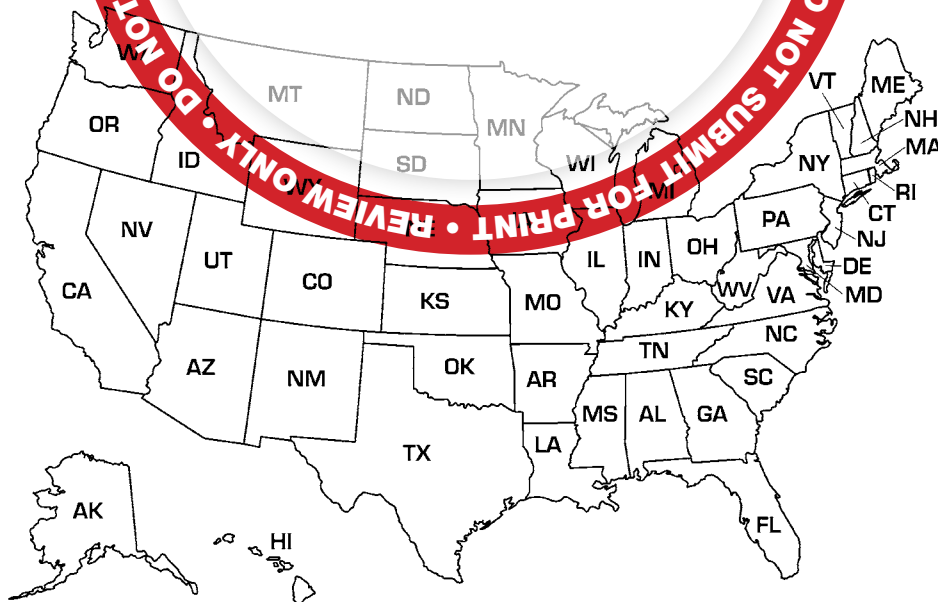 DO NOT SUBMIT FOR PRINT • REVIEW ONLY • DO NOT
WA
MT
ND
MN
VT
ME
OR
NH
ID
SD
WI
NY
MA
WY
MI
RI
CT
NV
PA
NJ
UT
CO
IL
IN
OH
DE
CA
KS
MO
KY
WV
VA
MD
NC
TN
AZ
NM
OK
AR
SC
MS
AL
GA
TX
LA
AK
HI
FL